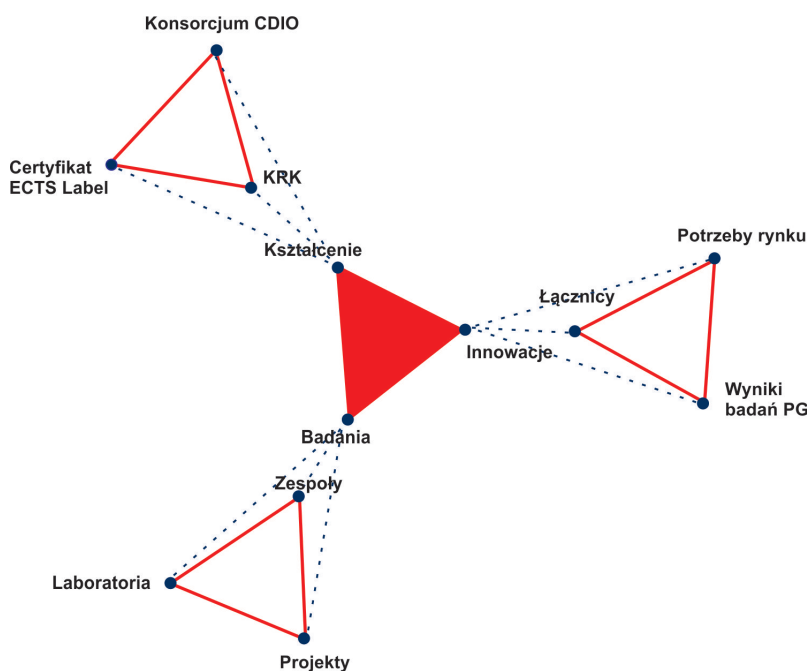 Konsorcjum CDIO
Certyfikat
ECTS Label
KRK
Kształcenie
Potrzeby rynku
Łącznicy
Innowacje
Wyniki
badań PG
Badania
Zespoły
Laboratoria
Projekty